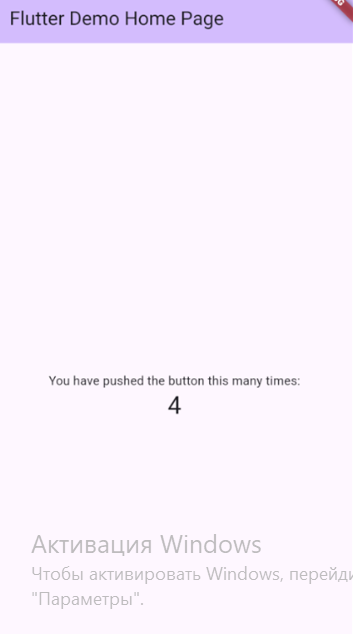 Flutter Demo Home Page
You have pushed the button this many times:
4
Активация Windows
Чтобы активировать Windows, перейди
"Параметры".